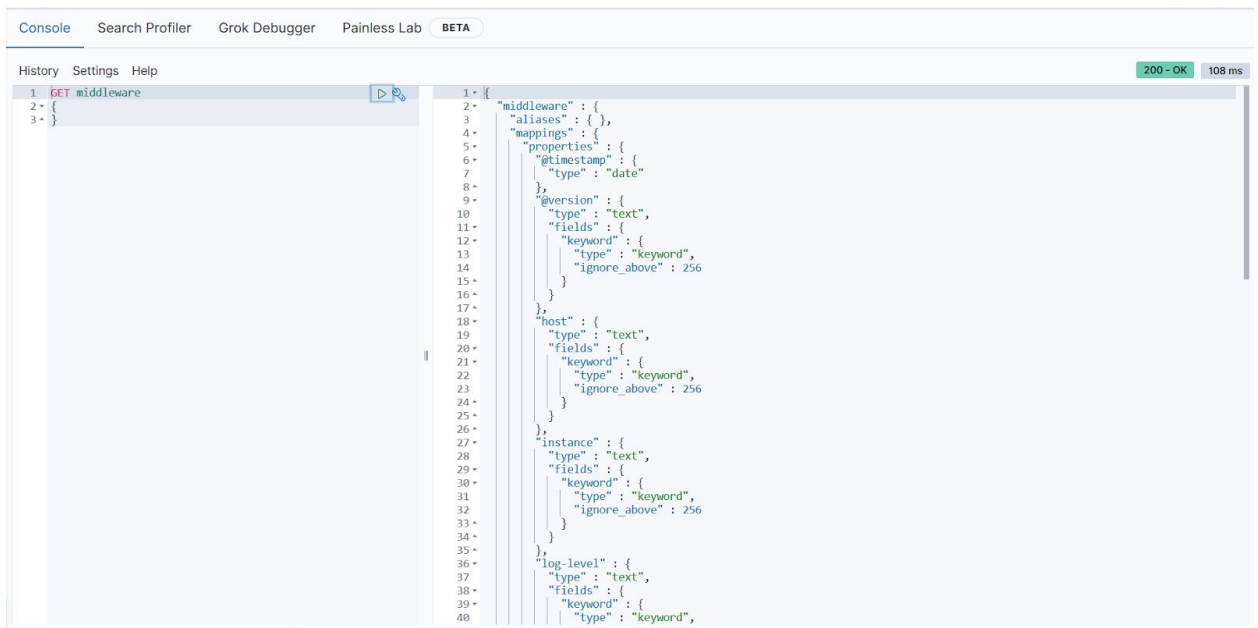 Console Search Profiler Grok Debugger Painless Lab BETA
History Settings Help 200 - OK 108 ms
1 GET middleware
2 {
3 }
1 {
2 "middleware" : {
3 "aliases" : { },
4 "mappings" : {
5 "properties" : {
6 "@timestamp" : {
7 "type" : "date"
8 },
9 "@version" : {
10 "type" : "text",
11 "fields" : {
12 "keyword" : {
13 "type" : "keyword",
14 "ignore_above" : 256
15 }
16 }
17 },
18 "host" : {
19 "type" : "text",
20 "fields" : {
21 "keyword" : {
22 "type" : "keyword",
23 "ignore_above" : 256
24 }
25 }
26 },
27 "instance" : {
28 "type" : "text",
29 "fields" : {
30 "keyword" : {
31 "type" : "keyword",
32 "ignore_above" : 256
33 }
34 }
35 },
36 "log-level" : {
37 "type" : "text",
38 "fields" : {
39 "keyword" : {
40 "type" : "keyword",